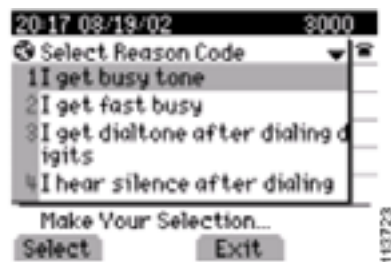 20:17 08/19/02 3000
Select Reason Code
1 I get busy tone
2 I get fast busy
3 I get dialtone after dialing d
igits
4 I hear silence after dialing
Make Your Selection...
Select Exit
113723